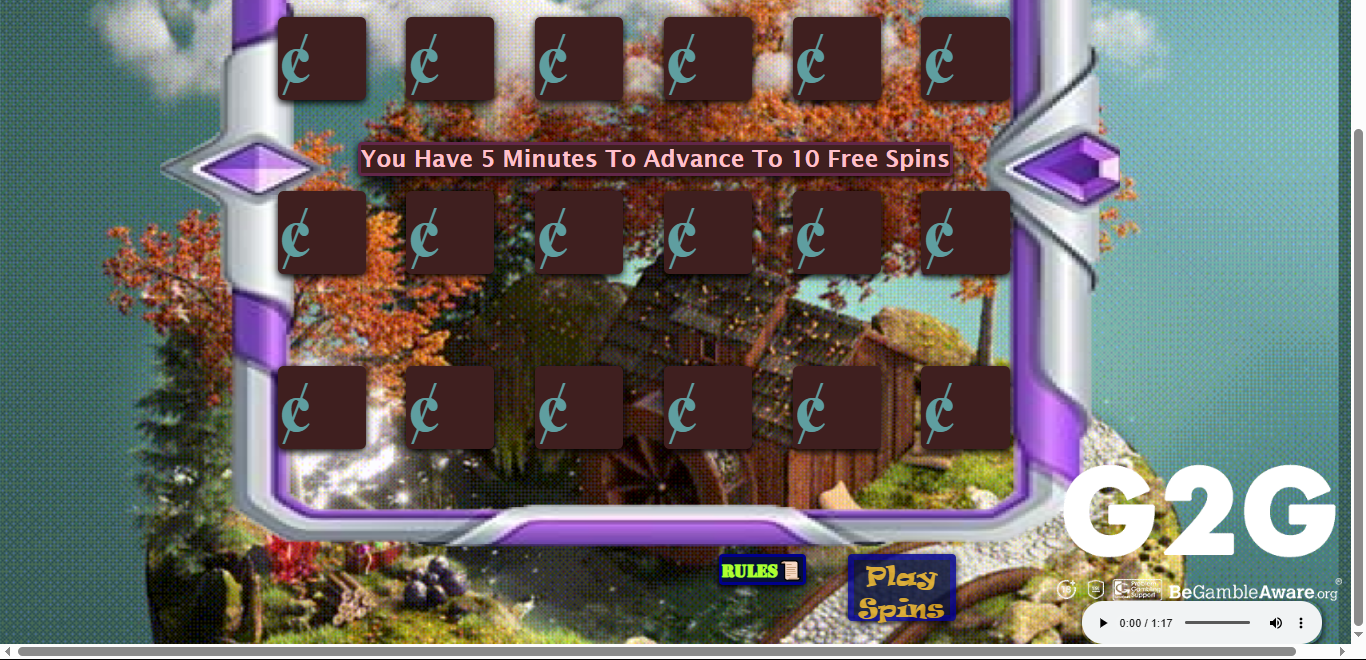 ₵ ₵ ₵ ₵ ₵ ₵
You Have 5 Minutes To Advance To 10 Free Spins
₵ ₵ ₵ ₵ ₵ ₵
₵ ₵ ₵ ₵ ₵ ₵
G2G
RULES📜
Play
Spins
BeGambleAware.org®
0:00 / 1:17